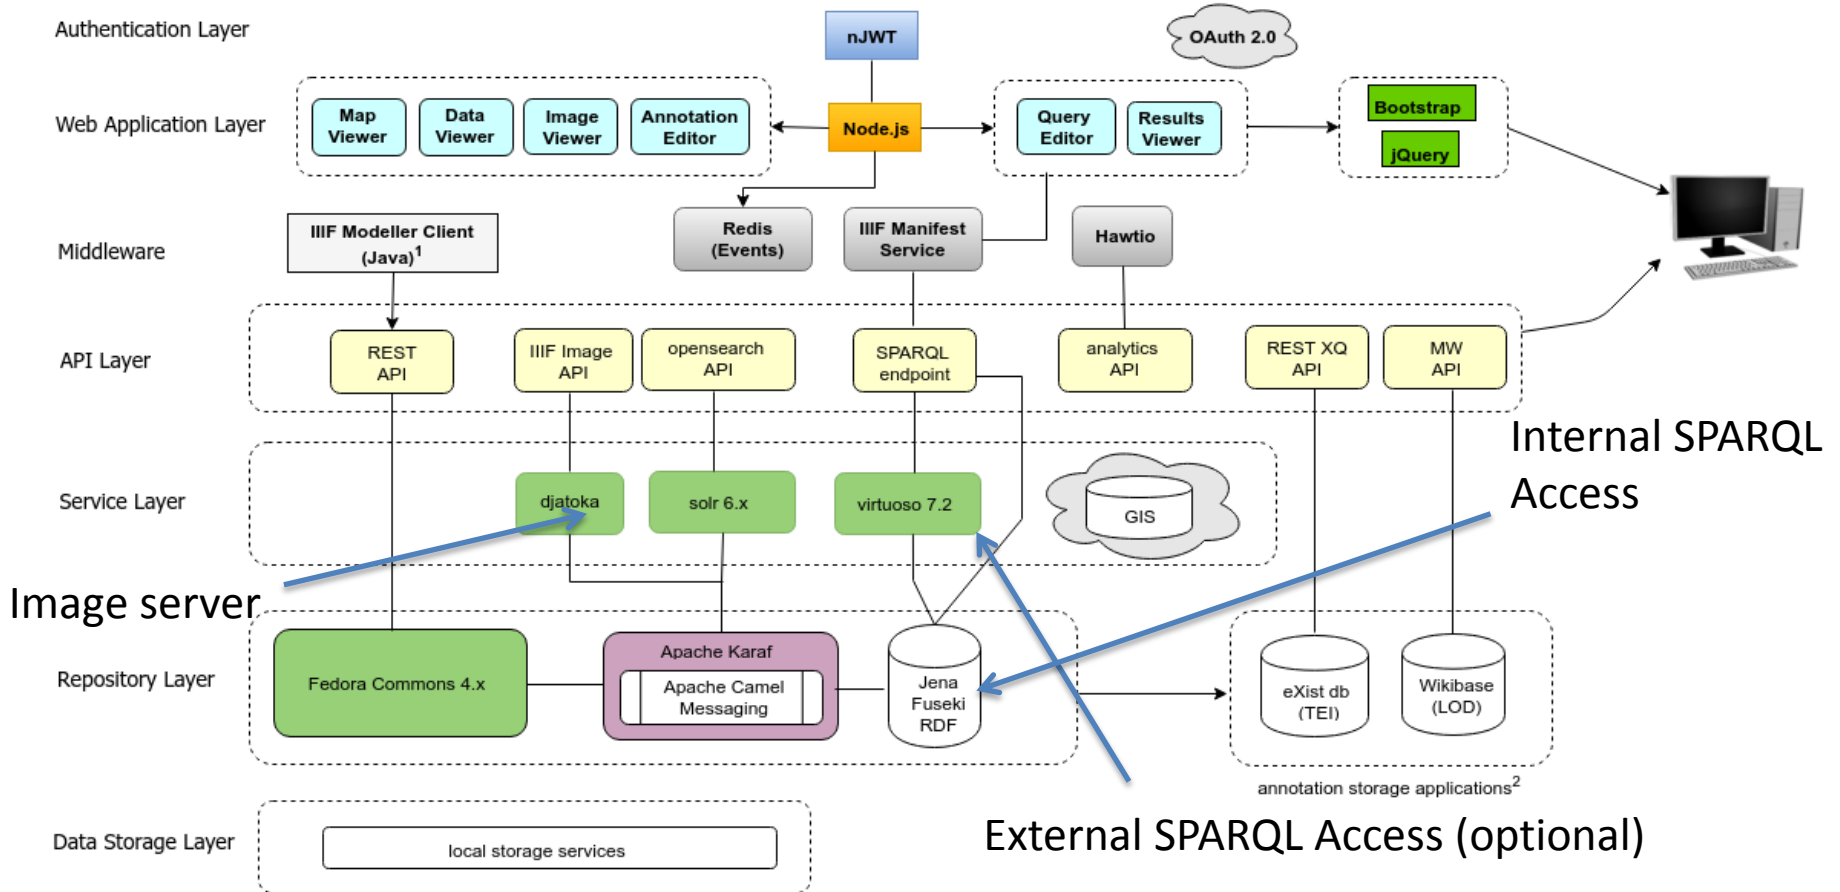 Authentication Layer
nJWT
OAuth 2.0
Web Application Layer
Map
Viewer
Data
Viewer
Image
Viewer
Annotation
Editor
Node.js
Query
Editor
Results
Viewer
Bootstrap
jQuery
Middleware
IIIF Modeller Client
(Java)1
Redis
(Events)
IIIF Manifest
Service
Hawtio
API Layer
REST
API
IIIF Image
API
opensearch
API
SPARQL
endpoint
analytics
API
REST XQ
API
MW
API
Internal SPARQL
Access
Service Layer
djatoka
solr 6.x
virtuoso 7.2
GIS
Image server
Repository Layer
Fedora Commons 4.x
Apache Karaf
Apache Camel
Messaging
Jena
Fuseki
RDF
eXist db
(TEI)
Wikibase
(LOD)
annotation storage applications2
External SPARQL Access (optional)
Data Storage Layer
local storage services